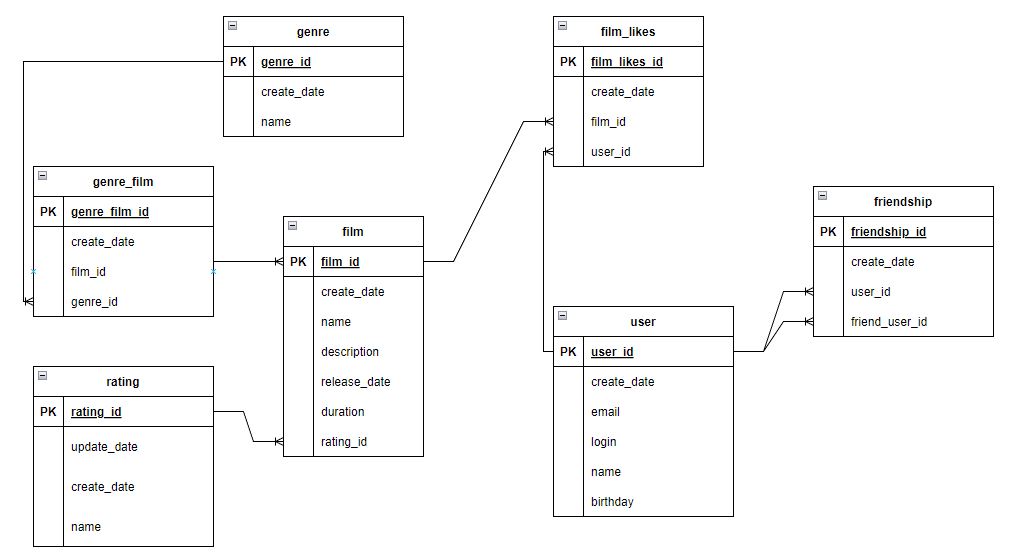 genre
PK genre_id
create_date
name
film_likes
PK film_likes_id
create_date
film_id
user_id
genre_film
PK genre_film_id
create_date
film_id
genre_id
film
PK film_id
create_date
name
description
release_date
duration
rating_id
friendship
PK friendship_id
create_date
user_id
friend_user_id
rating
PK rating_id
update_date
create_date
name
user
PK user_id
create_date
email
login
name
birthday